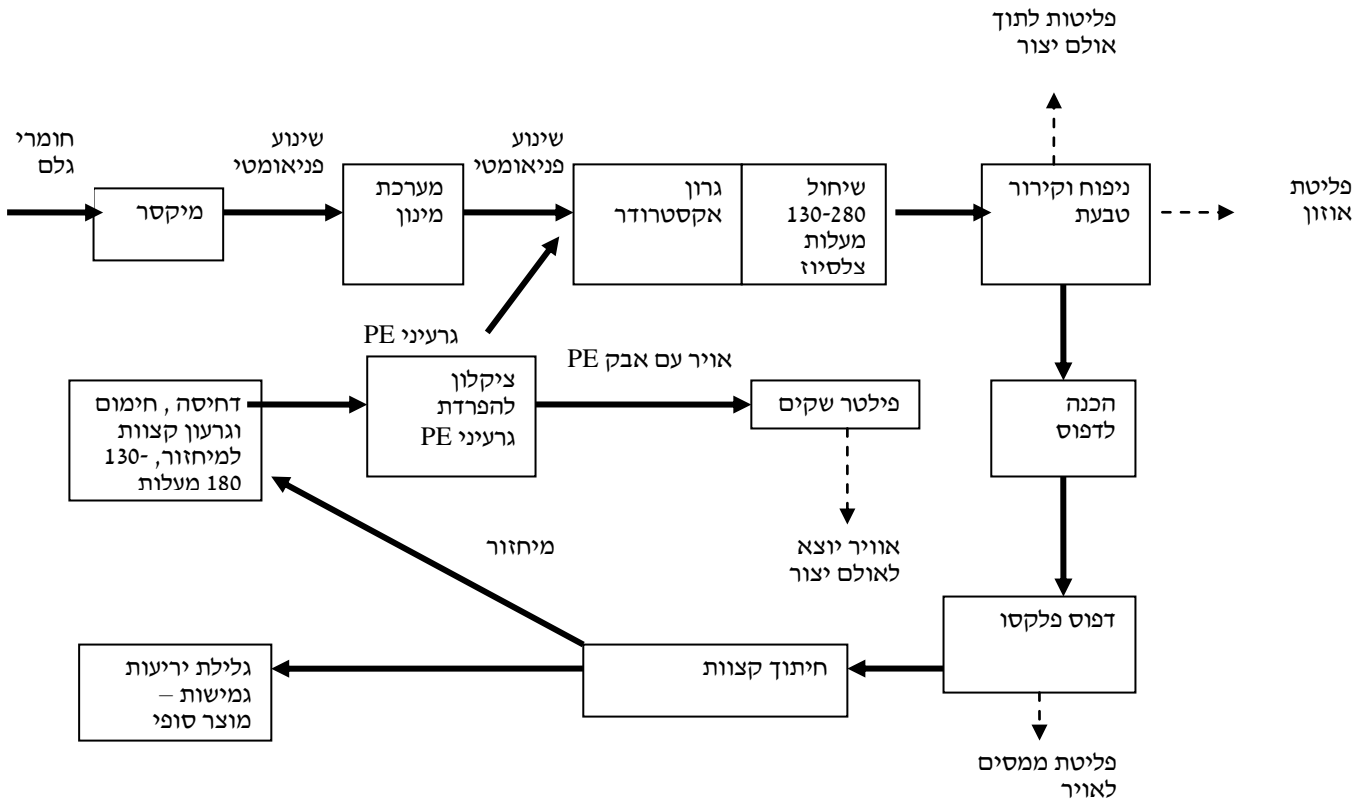 פליטות לתוך
אולם יצור
חומרי
גלם
מיקסר
שינוע
פניאומטי
מערכת
מינון
שינוע
פניאומטי
גרון
אקסטרודר
שיחול
130-280
מעלות
צלסיוז
ניפוח וקירור
טבעת
פליטת
אוזון
גרעיני PE
דחיסה , חימום
וגרעון קצוות
למיחזור, 130-
180 מעלות
ציקלון
להפרדת
גרעיני PE
אויר עם אבק PE
פילטר שקים
הכנה
לדפוס
אוויר יוצא
לאולם יצור
מיחזור
דפוס פלקסו
חיתוך קצוות
גלילת יריעות
גמישות –
מוצר סופי
פליטת ממסים
לאויר